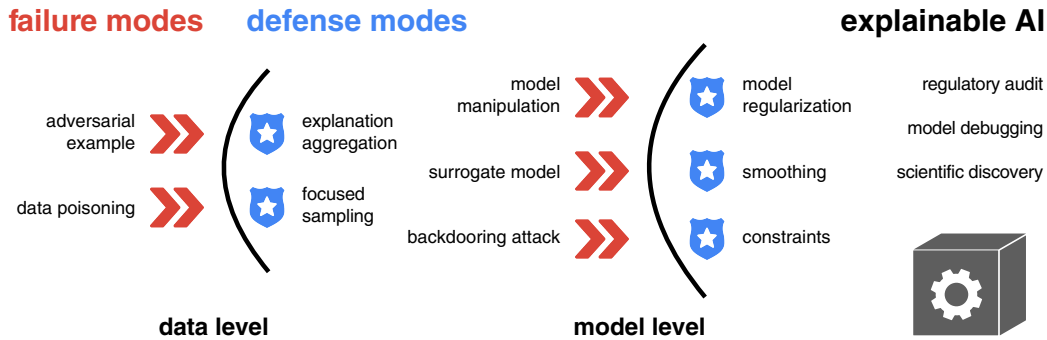 failure modes
defense modes
explainable AI
adversarial
example
data poisoning
explanation
aggregation
focused
sampling
data level
model
manipulation
surrogate model
backdooring attack
model
regularization
smoothing
constraints
model level
regulatory audit
model debugging
scientific discovery